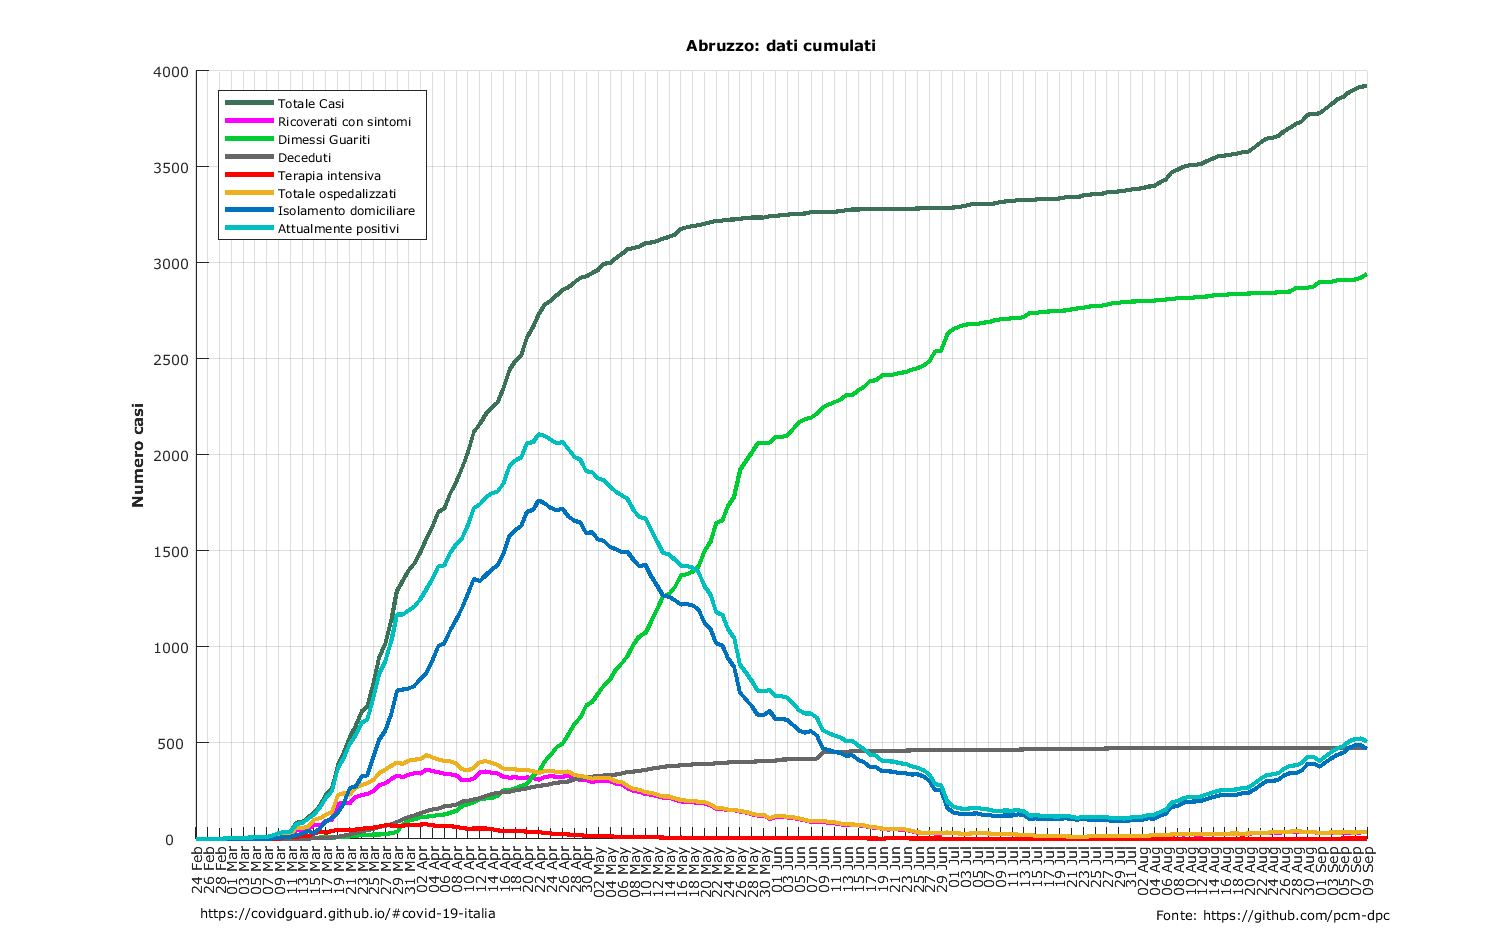 Abruzzo: dati cumulati
Numero casi
4000
3500
3000
2500
2000
1500
1000
500
0
Totale Casi
Ricoverati con sintomi
Dimessi Guariti
Deceduti
Terapia intensiva
Totale ospedalizzati
Isolamento domiciliare
Attualmente positivi
24 Feb
26 Feb
28 Feb
01 Mar
03 Mar
05 Mar
07 Mar
09 Mar
11 Mar
13 Mar
15 Mar
17 Mar
19 Mar
21 Mar
23 Mar
25 Mar
27 Mar
29 Mar
31 Mar
02 Apr
04 Apr
06 Apr
08 Apr
10 Apr
12 Apr
14 Apr
16 Apr
18 Apr
20 Apr
22 Apr
24 Apr
26 Apr
28 Apr
30 Apr
02 May
04 May
06 May
08 May
10 May
12 May
14 May
16 May
18 May
20 May
22 May
24 May
26 May
28 May
30 May
01 Jun
03 Jun
05 Jun
07 Jun
09 Jun
11 Jun
13 Jun
15 Jun
17 Jun
19 Jun
21 Jun
23 Jun
25 Jun
27 Jun
29 Jun
01 Jul
03 Jul
05 Jul
07 Jul
09 Jul
11 Jul
13 Jul
15 Jul
17 Jul
19 Jul
21 Jul
23 Jul
25 Jul
27 Jul
29 Jul
31 Jul
02 Aug
04 Aug
06 Aug
08 Aug
10 Aug
12 Aug
14 Aug
16 Aug
18 Aug
20 Aug
22 Aug
24 Aug
26 Aug
28 Aug
30 Aug
01 Sep
03 Sep
05 Sep
07 Sep
09 Sep
https://covidguard.github.io/#covid-19-italia
Fonte: https://github.com/pcm-dpc